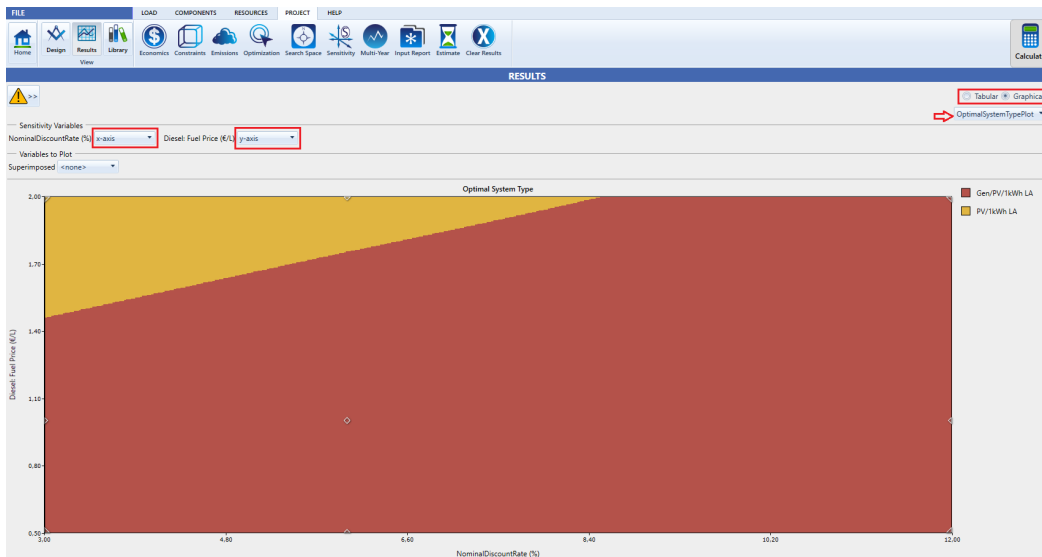 FILE LOAD COMPONENTS RESOURCES PROJECT HELP
Home Design Results Library Economics Constraints Emissions Optimization Search Space Sensitivity Multi-Year Input Report Estimate Clear Results Calculat
View
RESULTS
>> Tabular Graphica
OptimalSystemTypePlot
Sensitivity Variables
NominalDiscountRate (%) x-axis Diesel: Fuel Price (€/L) y-axis
Variables to Plot
Superimposed <none>
Optimal System Type
Gen/PV/1kWh LA
PV/1kWh LA
Diesel: Fuel Price (€/L)
2.00
1.70
1.40
1.10
0.80
0.50
3.00 4.80 6.60 8.40 10.20 12.00
NominalDiscountRate (%)